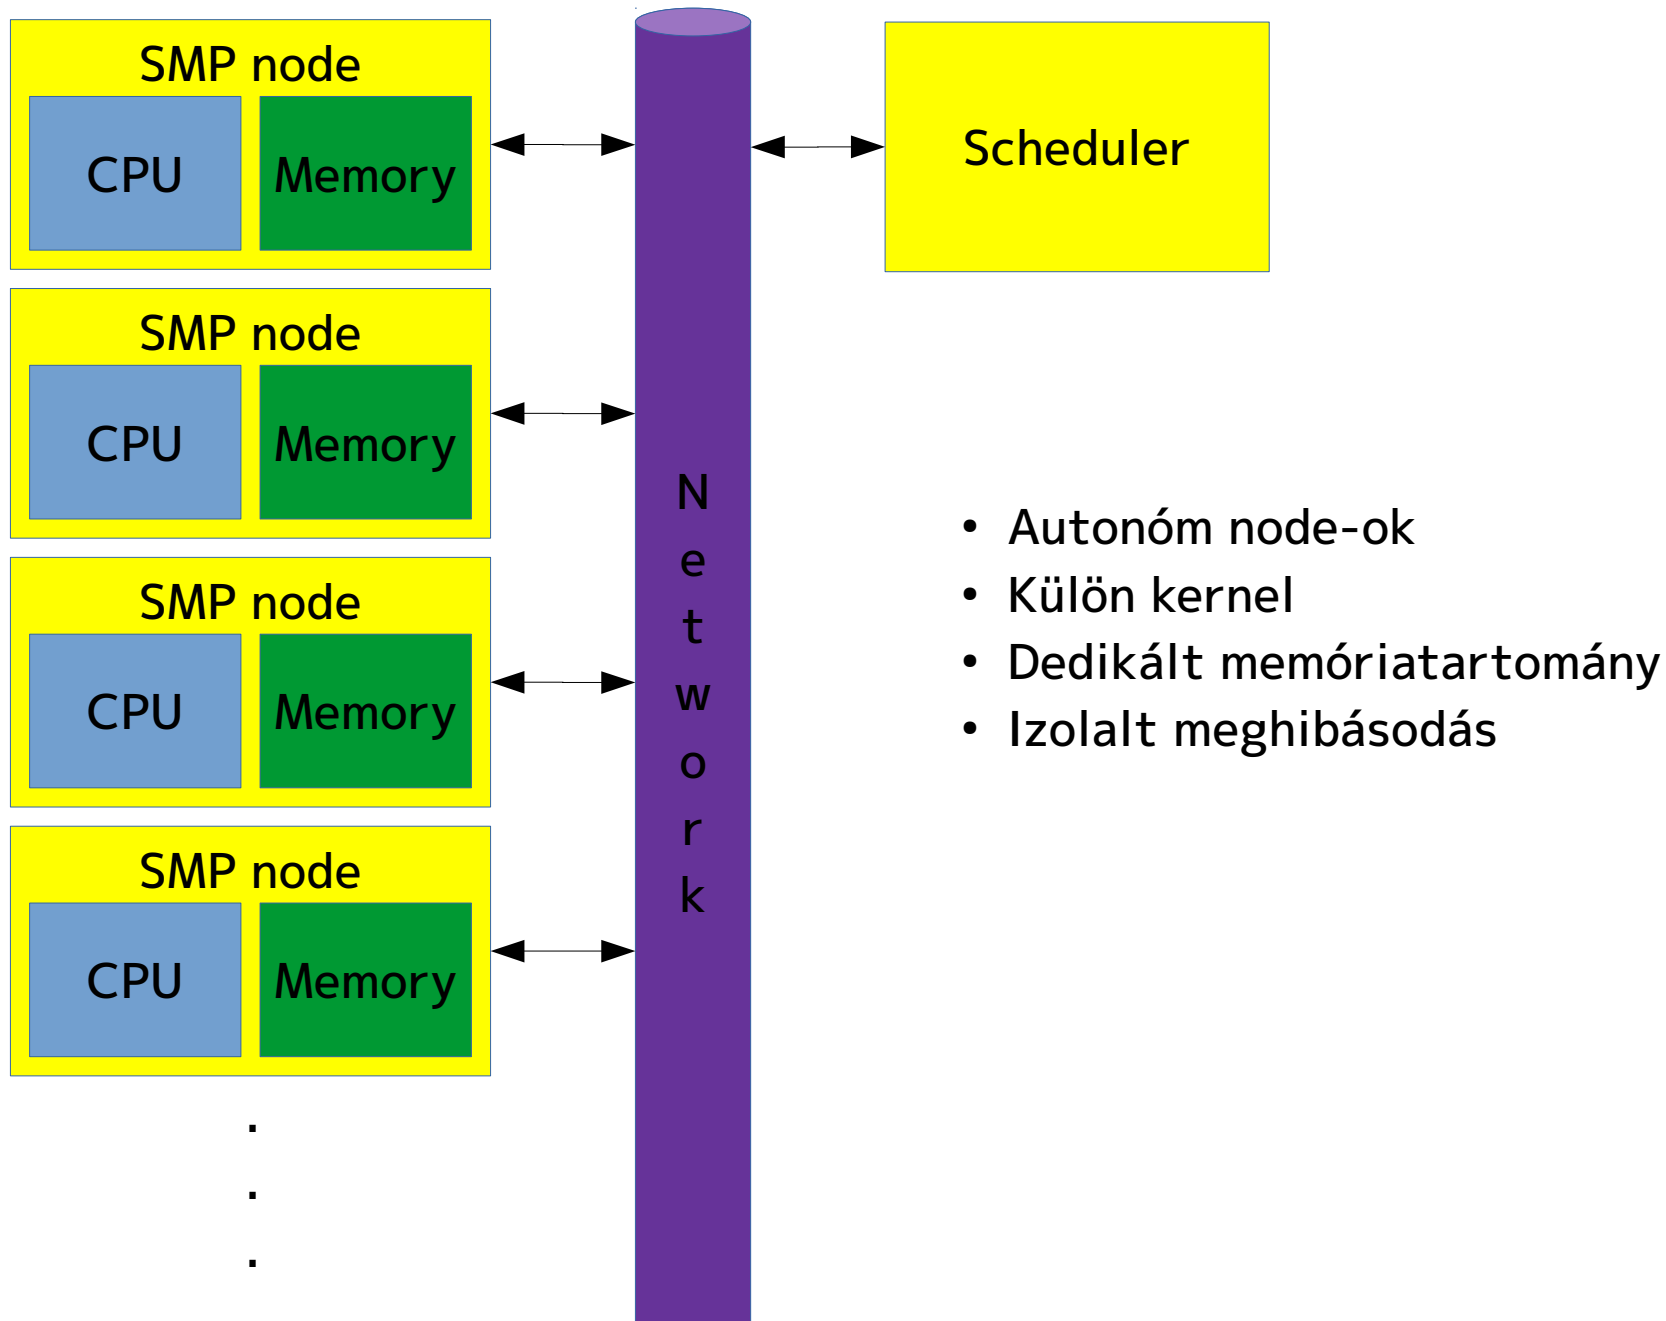 SMP node
CPU Memory
SMP node
CPU Memory
SMP node
CPU Memory
SMP node
CPU Memory
.
.
.
N
e
t
w
o
r
k
Scheduler
• Autonóm node-ok
• Külön kernel
• Dedikált memóriatartomány
• Izolalt meghibásodás